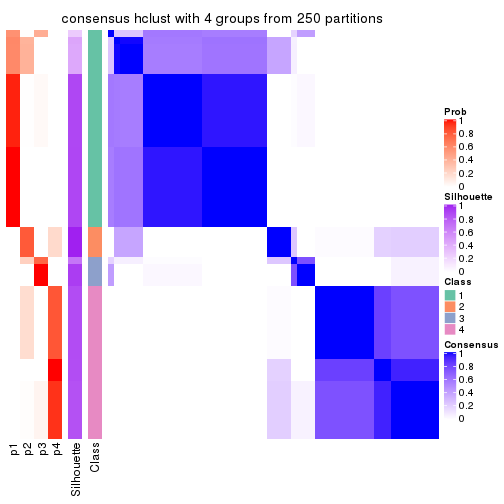 consensus hclust with 4 groups from 250 partitions
Prob
1
0.8
0.6
0.4
0.2
0
Silhouette
1
0.8
0.6
0.4
0.2
0
Class
1
2
3
4
Consensus
1
0.8
0.6
0.4
0.2
0
p1
p2
p3
p4
Silhouette
Class